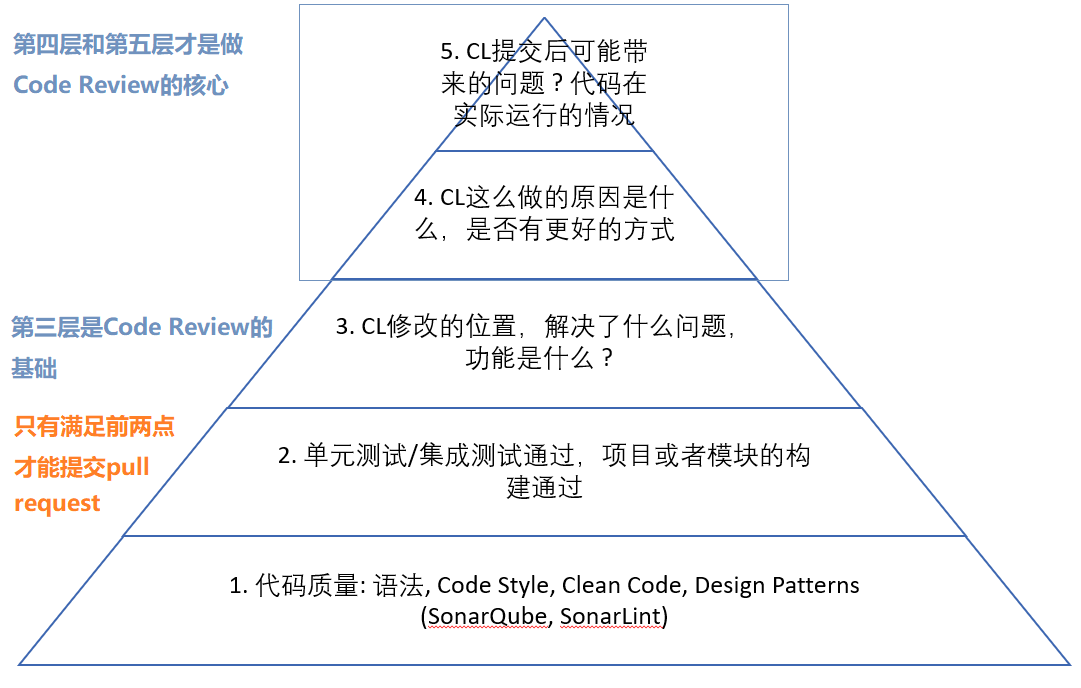 第四层和第五层才是做
Code Review的核心
5. CL提交后可能带
来的问题？代码在
实际运行的情况
4. CL这么做的原因是什
么，是否有更好的方式
第三层是Code Review的
基础
3. CL修改的位置，解决了什么问题，
功能是什么？
只有满足前两点
才能提交pull
request
2. 单元测试/集成测试通过，项目或者模块的构
建通过
1. 代码质量: 语法, Code Style, Clean Code, Design Patterns
(SonarQube, SonarLint)